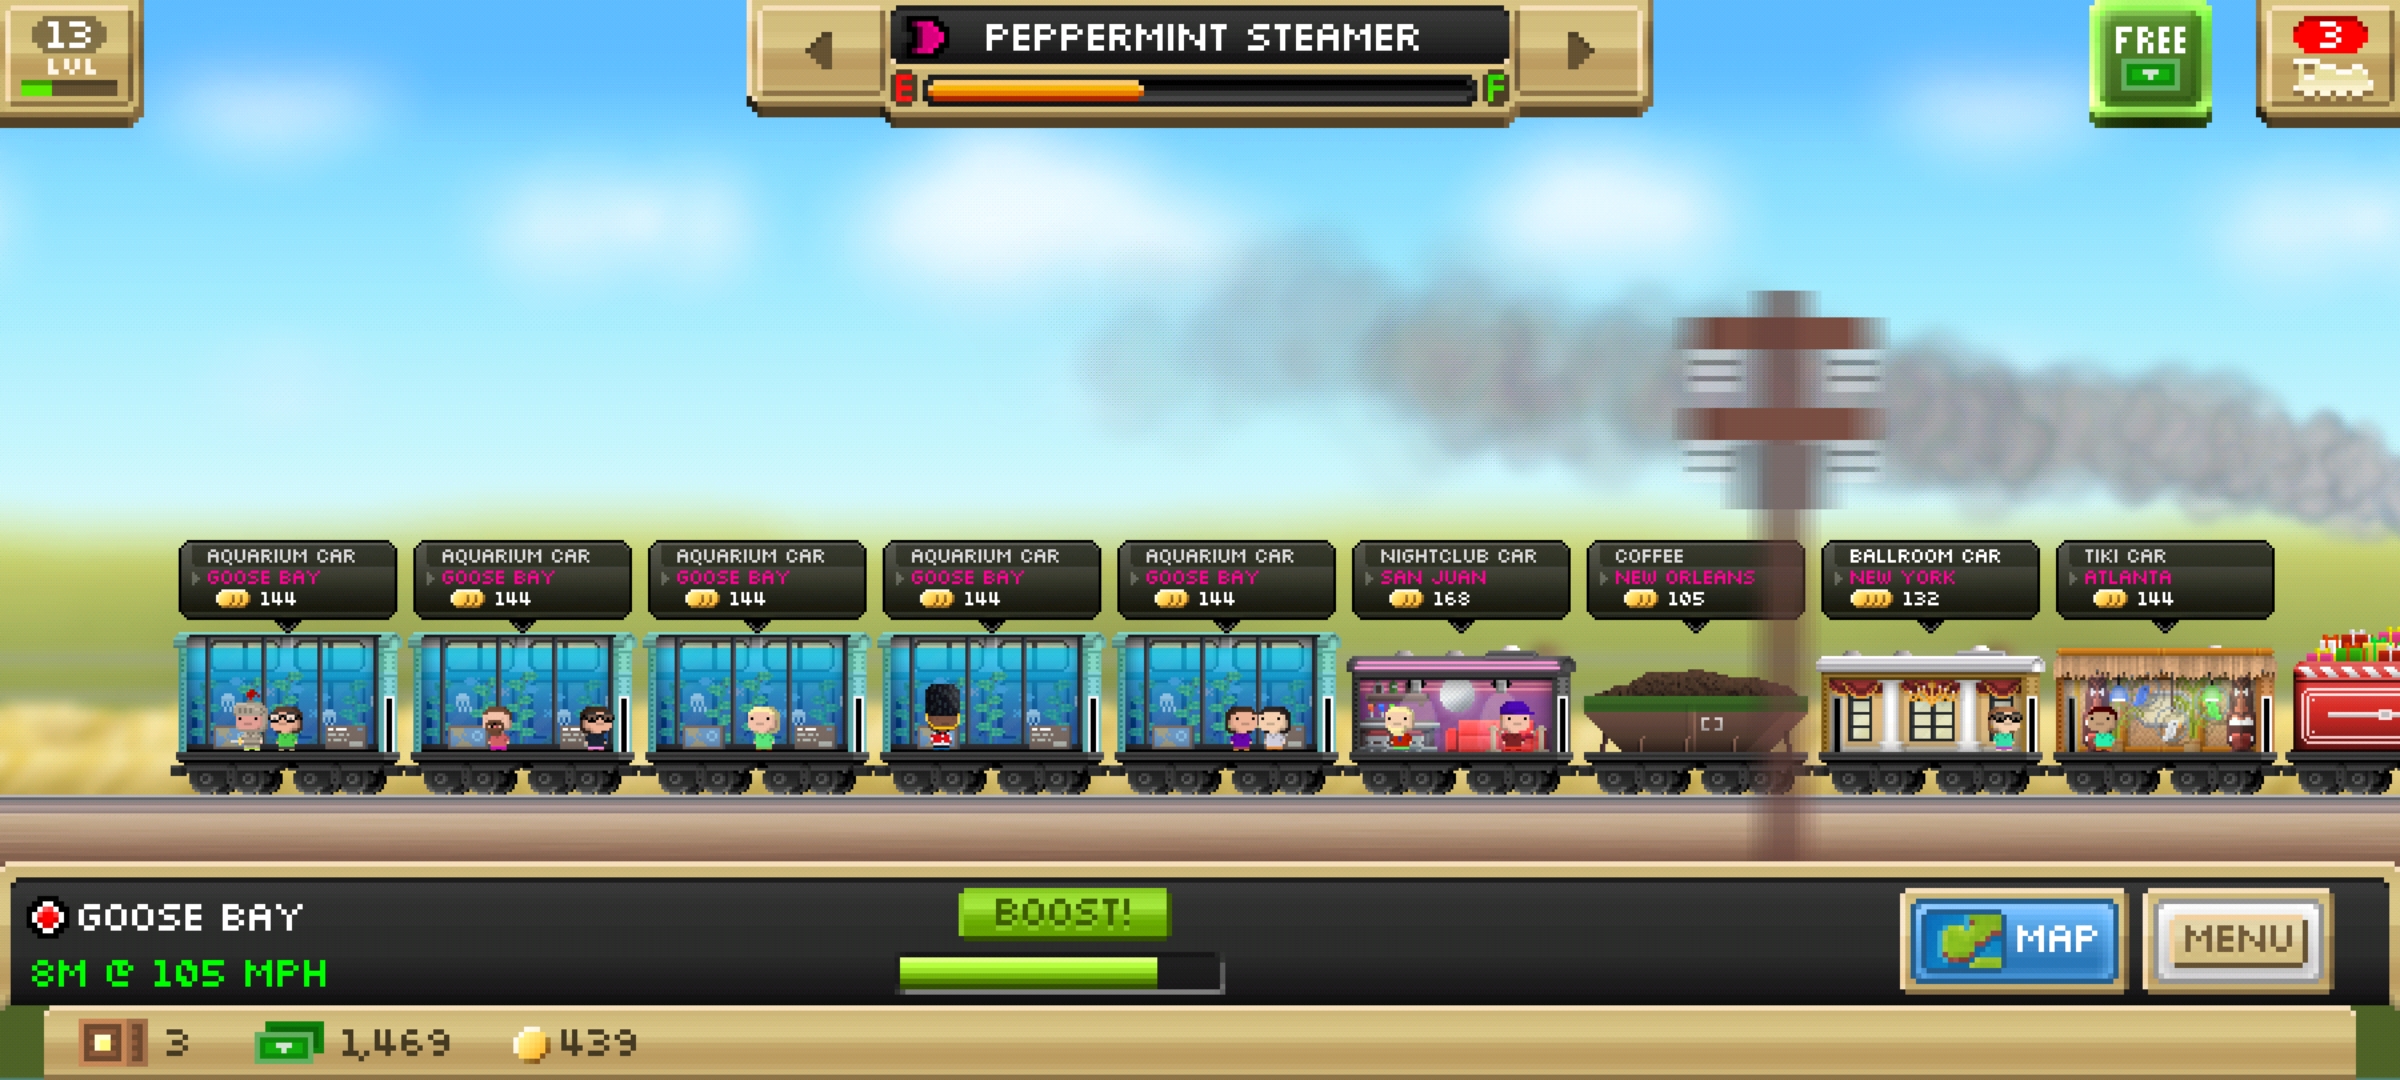 13
LVL
PEPPERMINT STEAMER
E F
FREE
3
AQUARIUM CAR
GOOSE BAY
144
AQUARIUM CAR
GOOSE BAY
144
AQUARIUM CAR
GOOSE BAY
144
AQUARIUM CAR
GOOSE BAY
144
AQUARIUM CAR
GOOSE BAY
144
NIGHTCLUB CAR
SAN JUAN
168
COFFEE
NEW ORLEANS
105
BALLROOM CAR
NEW YORK
132
TIKI CAR
ATLANTA
144
GOOSE BAY
8M @ 105 MPH
BOOST!
MAP
MENU
3
1,469
439